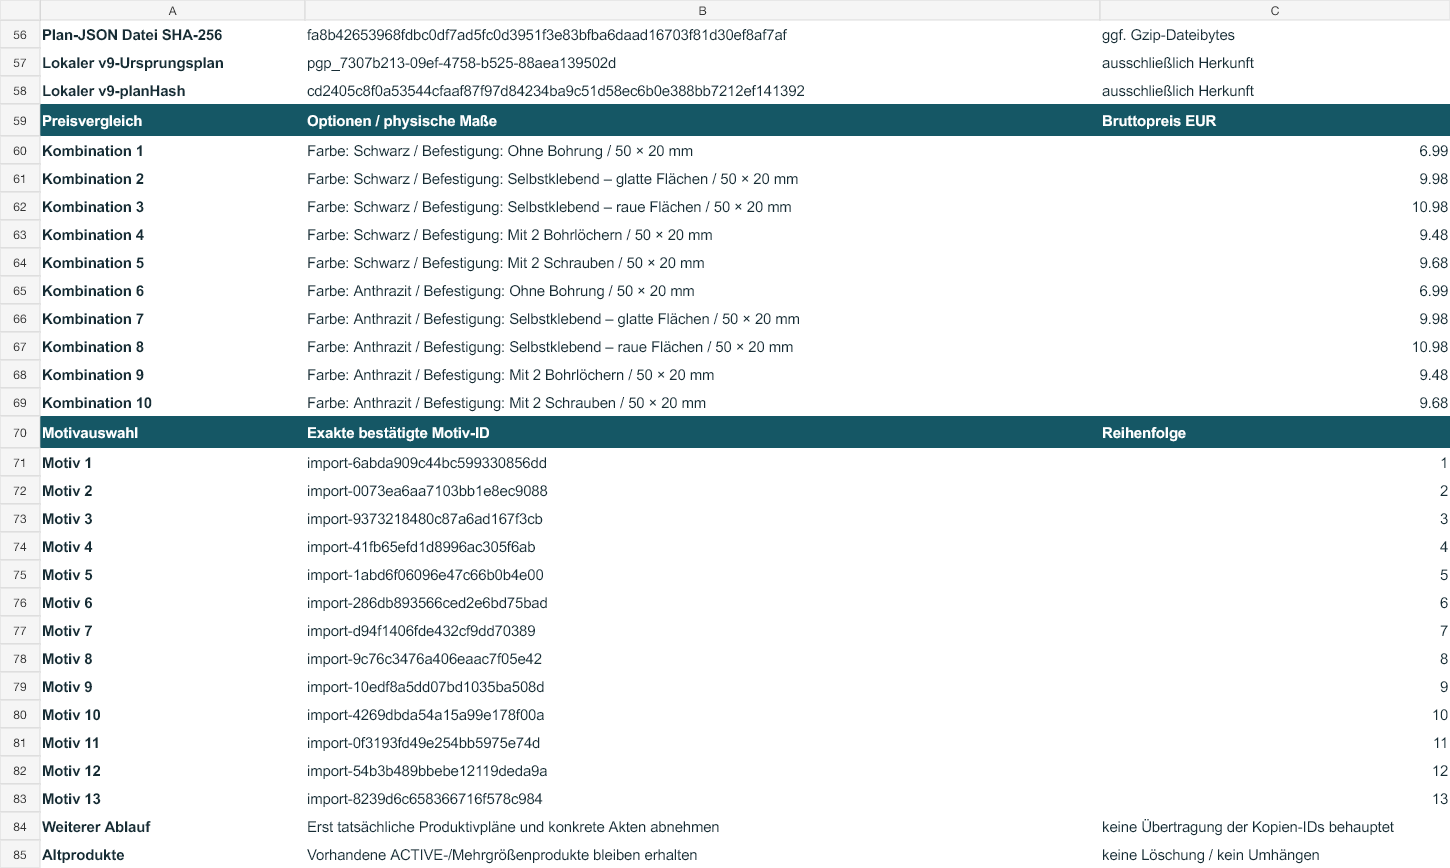 A B C
56 Plan-JSON Datei SHA-256 fa8b42653968fdbc0df7ad5fc0d3951f3e83bfba6daad16703f81d30ef8af7af ggf. Gzip-Dateibytes
57 Lokaler v9-Ursprungsplan pgp_7307b213-09ef-4758-b525-88aea139502d ausschließlich Herkunft
58 Lokaler v9-planHash cd2405c8f0a53544cfaaf87f97d84234ba9c51d58ec6b0e388bb7212ef141392 ausschließlich Herkunft
59 Preisvergleich Optionen / physische Maße Bruttopreis EUR
60 Kombination 1 Farbe: Schwarz / Befestigung: Ohne Bohrung / 50 × 20 mm 6.99
61 Kombination 2 Farbe: Schwarz / Befestigung: Selbstklebend – glatte Flächen / 50 × 20 mm 9.98
62 Kombination 3 Farbe: Schwarz / Befestigung: Selbstklebend – raue Flächen / 50 × 20 mm 10.98
63 Kombination 4 Farbe: Schwarz / Befestigung: Mit 2 Bohrlöchern / 50 × 20 mm 9.48
64 Kombination 5 Farbe: Schwarz / Befestigung: Mit 2 Schrauben / 50 × 20 mm 9.68
65 Kombination 6 Farbe: Anthrazit / Befestigung: Ohne Bohrung / 50 × 20 mm 6.99
66 Kombination 7 Farbe: Anthrazit / Befestigung: Selbstklebend – glatte Flächen / 50 × 20 mm 9.98
67 Kombination 8 Farbe: Anthrazit / Befestigung: Selbstklebend – raue Flächen / 50 × 20 mm 10.98
68 Kombination 9 Farbe: Anthrazit / Befestigung: Mit 2 Bohrlöchern / 50 × 20 mm 9.48
69 Kombination 10 Farbe: Anthrazit / Befestigung: Mit 2 Schrauben / 50 × 20 mm 9.68
70 Motivauswahl Exakte bestätigte Motiv-ID Reihenfolge
71 Motiv 1 import-6abda909c44bc599330856dd 1
72 Motiv 2 import-0073ea6aa7103bb1e8ec9088 2
73 Motiv 3 import-9373218480c87a6ad167f3cb 3
74 Motiv 4 import-41fb65efd1d8996ac305f6ab 4
75 Motiv 5 import-1abd6f06096e47c66b0b4e00 5
76 Motiv 6 import-286db893566ced2e6bd75bad 6
77 Motiv 7 import-d94f1406fde432cf9dd70389 7
78 Motiv 8 import-9c76c3476a406eaac7f05e42 8
79 Motiv 9 import-10edf8a5dd07bd1035ba508d 9
80 Motiv 10 import-4269dbda54a15a99e178f00a 10
81 Motiv 11 import-0f3193fd49e254bb5975e74d 11
82 Motiv 12 import-54b3b489bbebe12119deda9a 12
83 Motiv 13 import-8239d6c658366716f578c984 13
84 Weiterer Ablauf Erst tatsächliche Produktivpläne und konkrete Akten abnehmen keine Übertragung der Kopien-IDs behauptet
85 Altprodukte Vorhandene ACTIVE-/Mehrgrößenprodukte bleiben erhalten keine Löschung / kein Umhängen